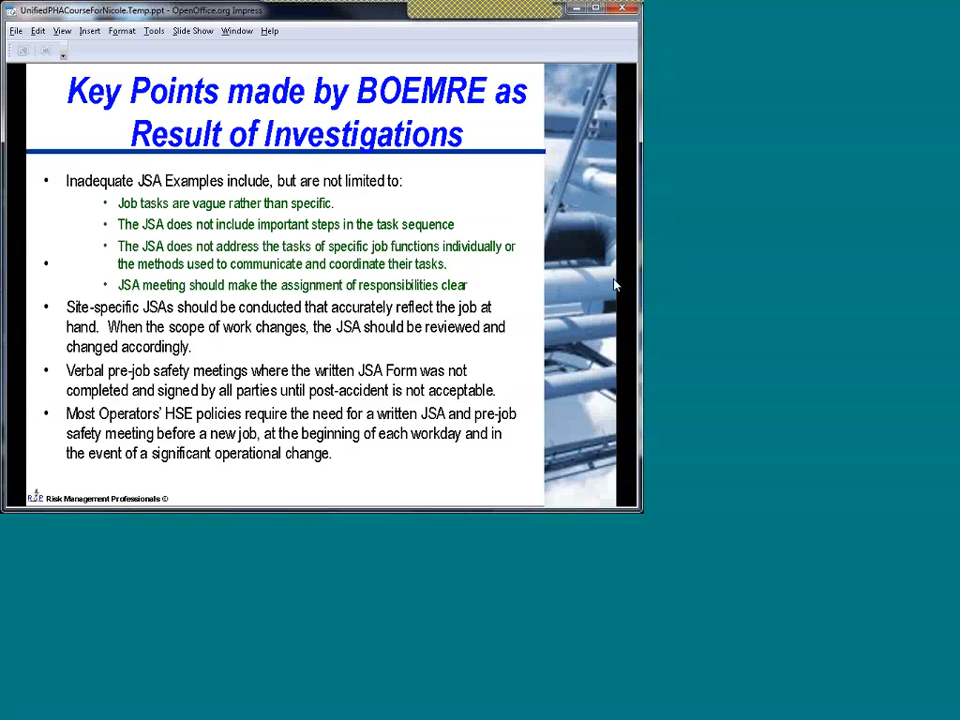 UnifiedPHACourseForNicole.Temp.ppt - OpenOffice.org Impress
File Edit View Insert Format Tools Slide Show Window Help
Key Points made by BOEMRE as
Result of Investigations
• Inadequate JSA Examples include, but are not limited to:
• Job tasks are vague rather than specific.
• The JSA does not include important steps in the task sequence
• The JSA does not address the tasks of specific job functions individually or
the methods used to communicate and coordinate their tasks.
• JSA meeting should make the assignment of responsibilities clear
• Site-specific JSAs should be conducted that accurately reflect the job at
hand. When the scope of work changes, the JSA should be reviewed and
changed accordingly.
• Verbal pre-job safety meetings where the written JSA Form was not
completed and signed by all parties until post-accident is not acceptable.
• Most Operators' HSE policies require the need for a written JSA and pre-job
safety meeting before a new job, at the beginning of each workday and in
the event of a significant operational change.
Risk Management Professionals ©